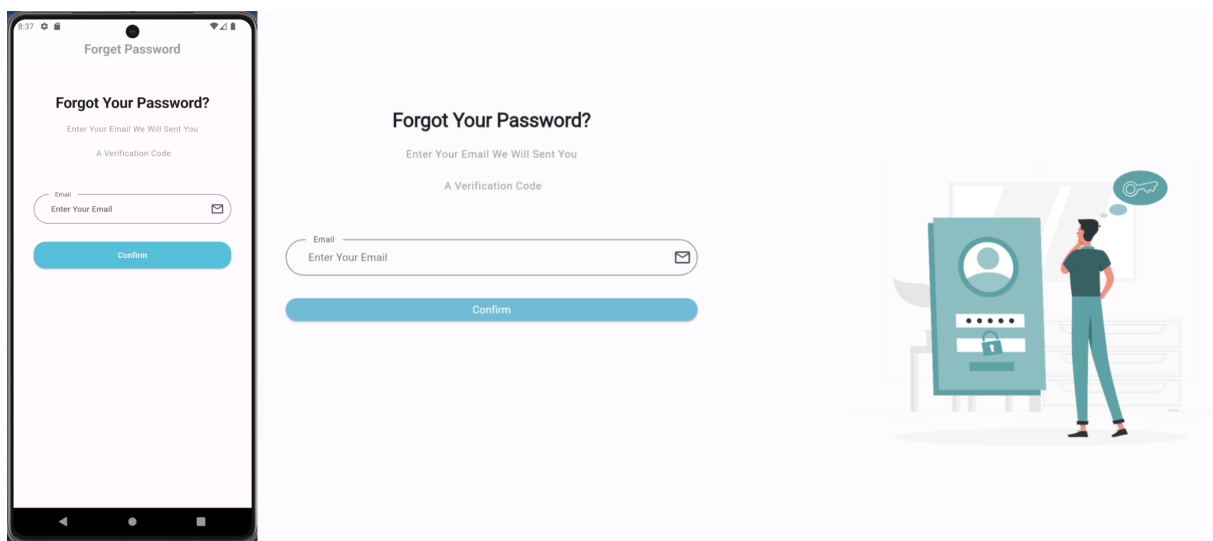 8:37
Forget Password
Forgot Your Password?
Enter Your Email We Will Sent You
A Verification Code
Email
Enter Your Email
Confirm
Forgot Your Password?
Enter Your Email We Will Sent You
A Verification Code
Email
Enter Your Email
Confirm